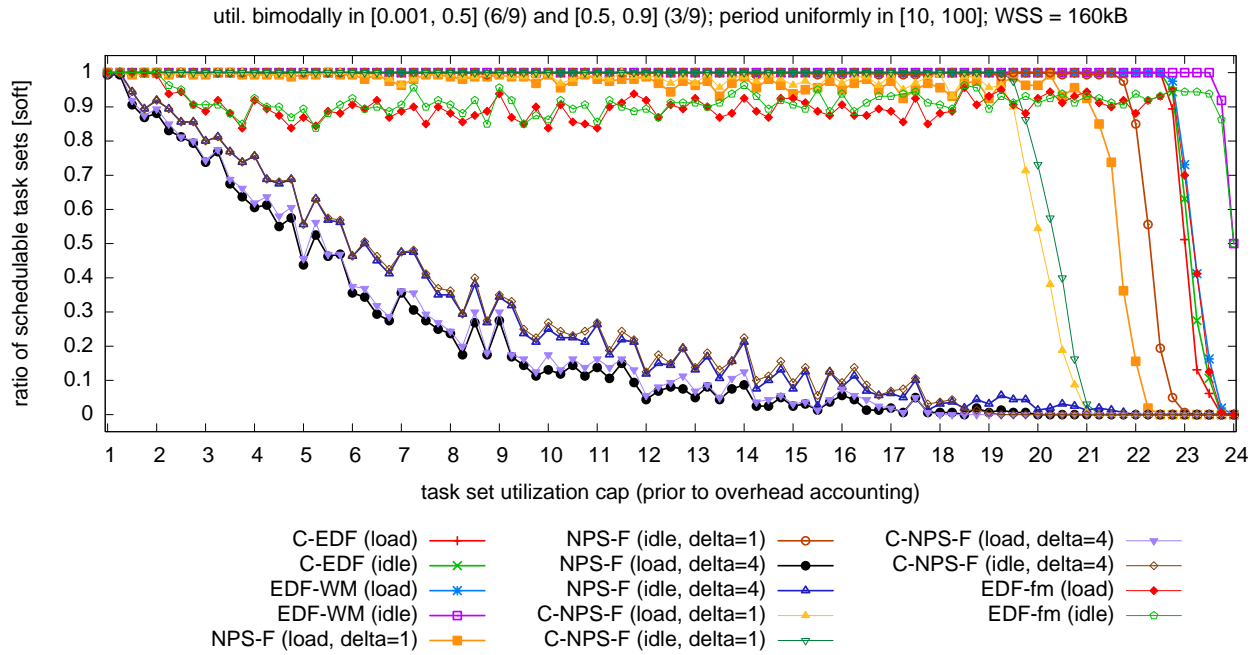 util. bimodally in [0.001, 0.5] (6/9) and [0.5, 0.9] (3/9); period uniformly in [10, 100]; WSS = 160kB
ratio of schedulable task sets [soft]
1
0.9
0.8
0.7
0.6
0.5
0.4
0.3
0.2
0.1
0
1 2 3 4 5 6 7 8 9 10 11 12 13 14 15 16 17 18 19 20 21 22 23 24
task set utilization cap (prior to overhead accounting)
C-EDF (load)
C-EDF (idle)
EDF-WM (load)
EDF-WM (idle)
NPS-F (load, delta=1)
NPS-F (idle, delta=1)
NPS-F (load, delta=4)
NPS-F (idle, delta=4)
C-NPS-F (load, delta=1)
C-NPS-F (idle, delta=1)
C-NPS-F (load, delta=4)
C-NPS-F (idle, delta=4)
EDF-fm (load)
EDF-fm (idle)